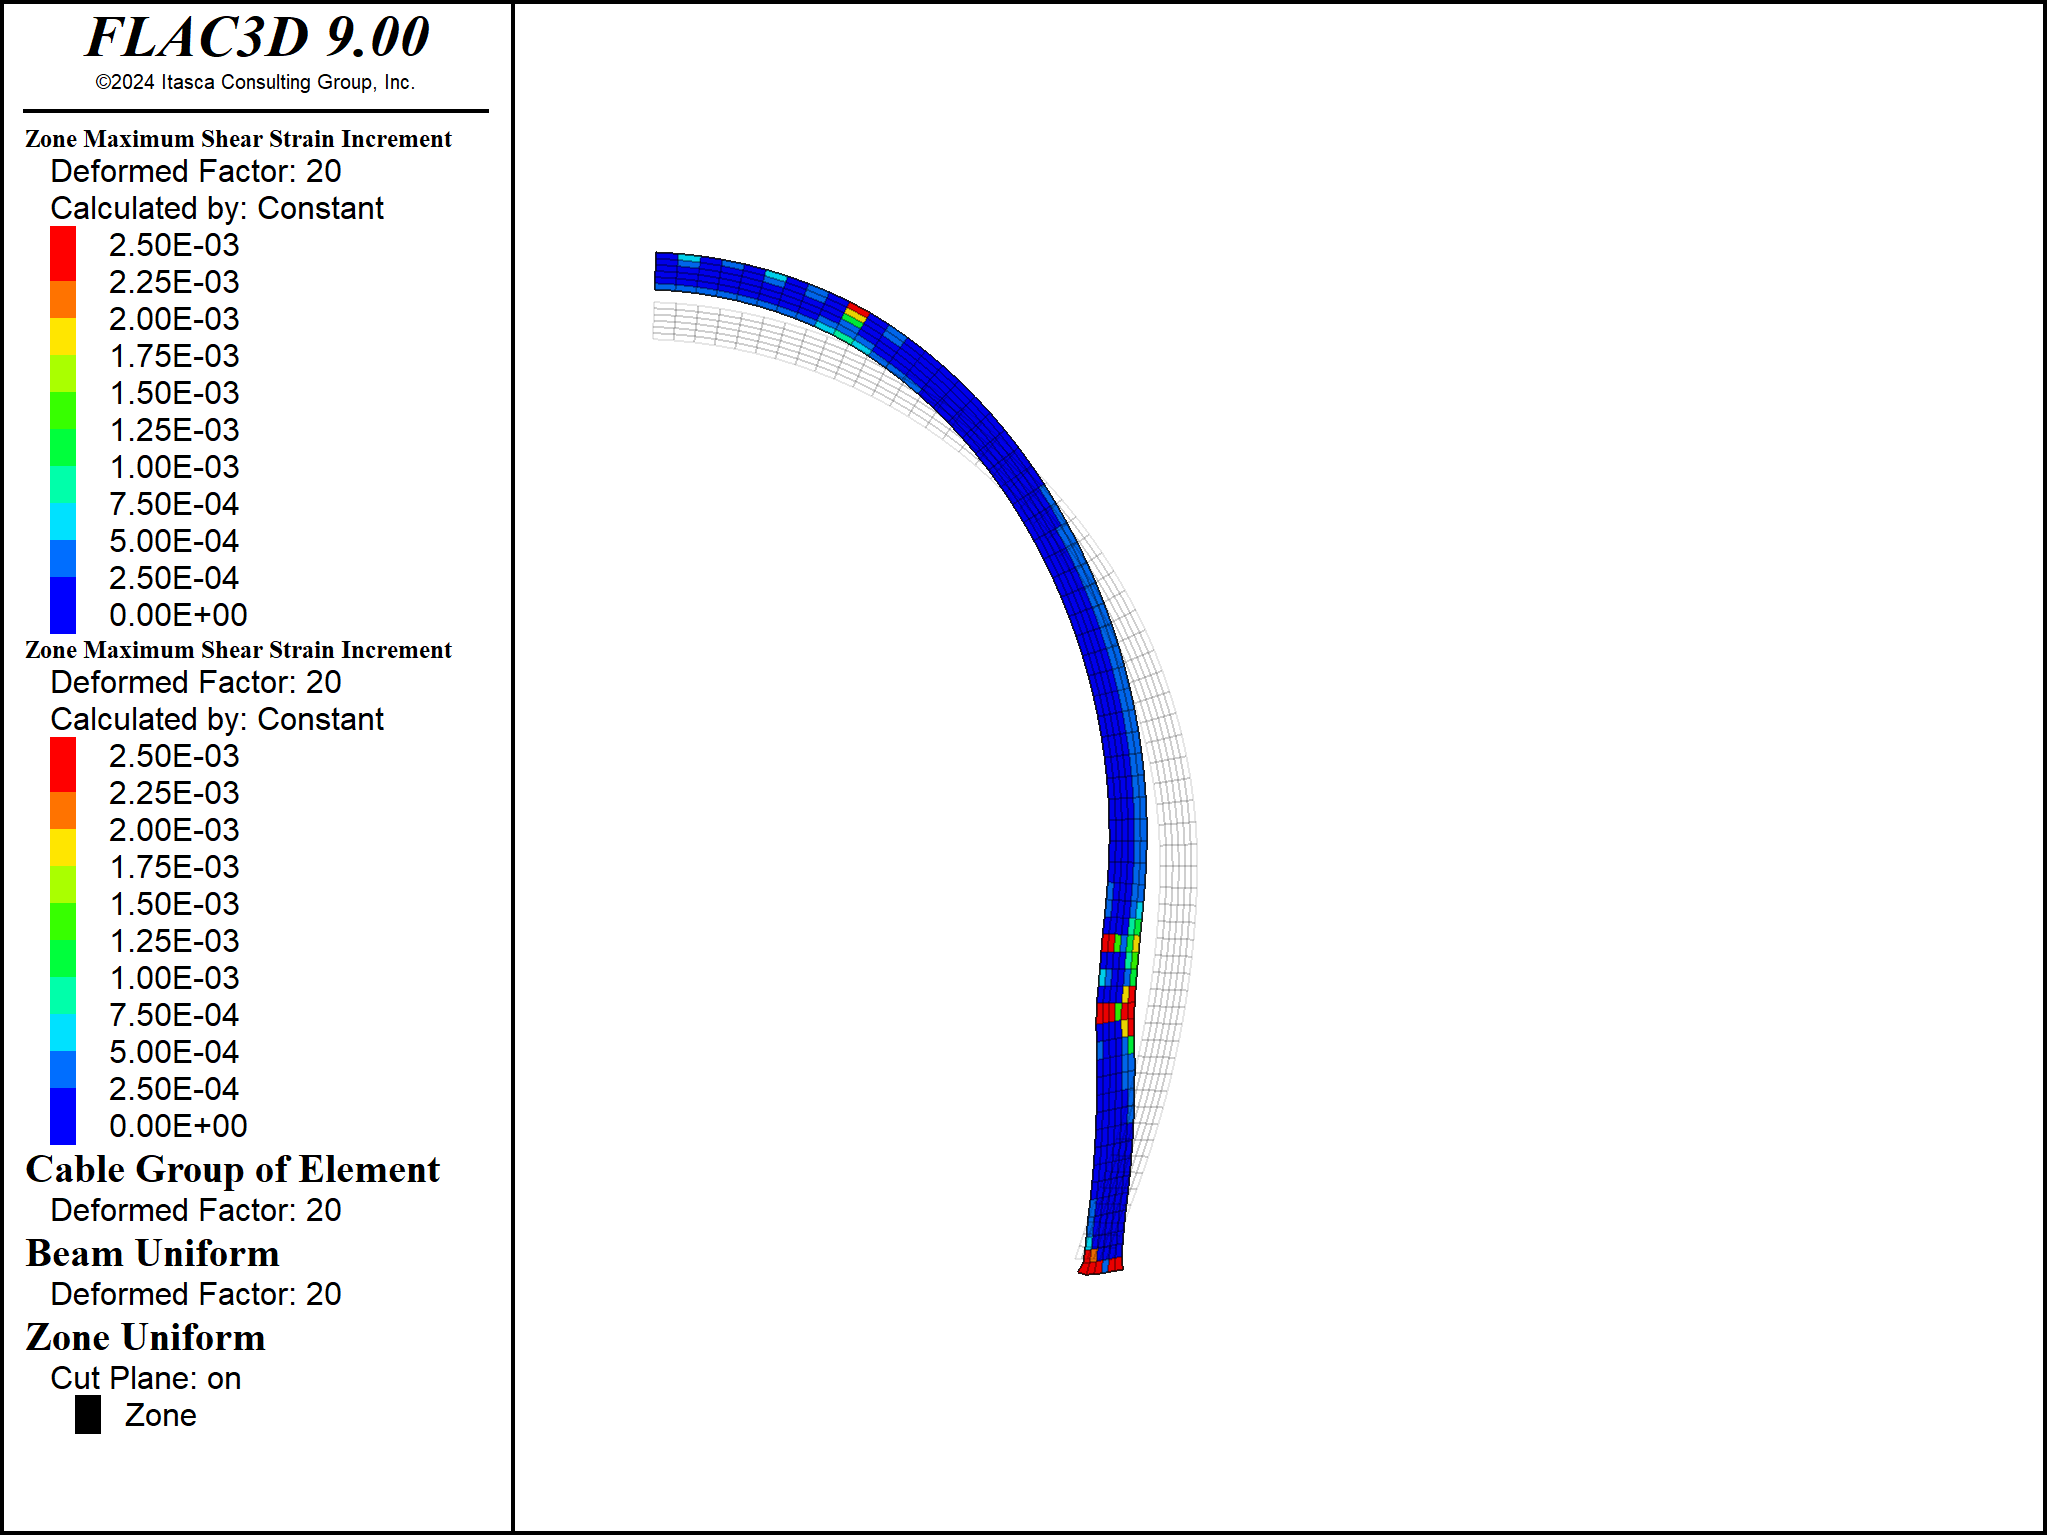 FLAC3D 9.00
©2024 Itasca Consulting Group, Inc.
Zone Maximum Shear Strain Increment
Deformed Factor: 20
Calculated by: Constant
2.50E-03
2.25E-03
2.00E-03
1.75E-03
1.50E-03
1.25E-03
1.00E-03
7.50E-04
5.00E-04
2.50E-04
0.00E+00
Zone Maximum Shear Strain Increment
Deformed Factor: 20
Calculated by: Constant
2.50E-03
2.25E-03
2.00E-03
1.75E-03
1.50E-03
1.25E-03
1.00E-03
7.50E-04
5.00E-04
2.50E-04
0.00E+00
Cable Group of Element
Deformed Factor: 20
Beam Uniform
Deformed Factor: 20
Zone Uniform
Cut Plane: on
Zone